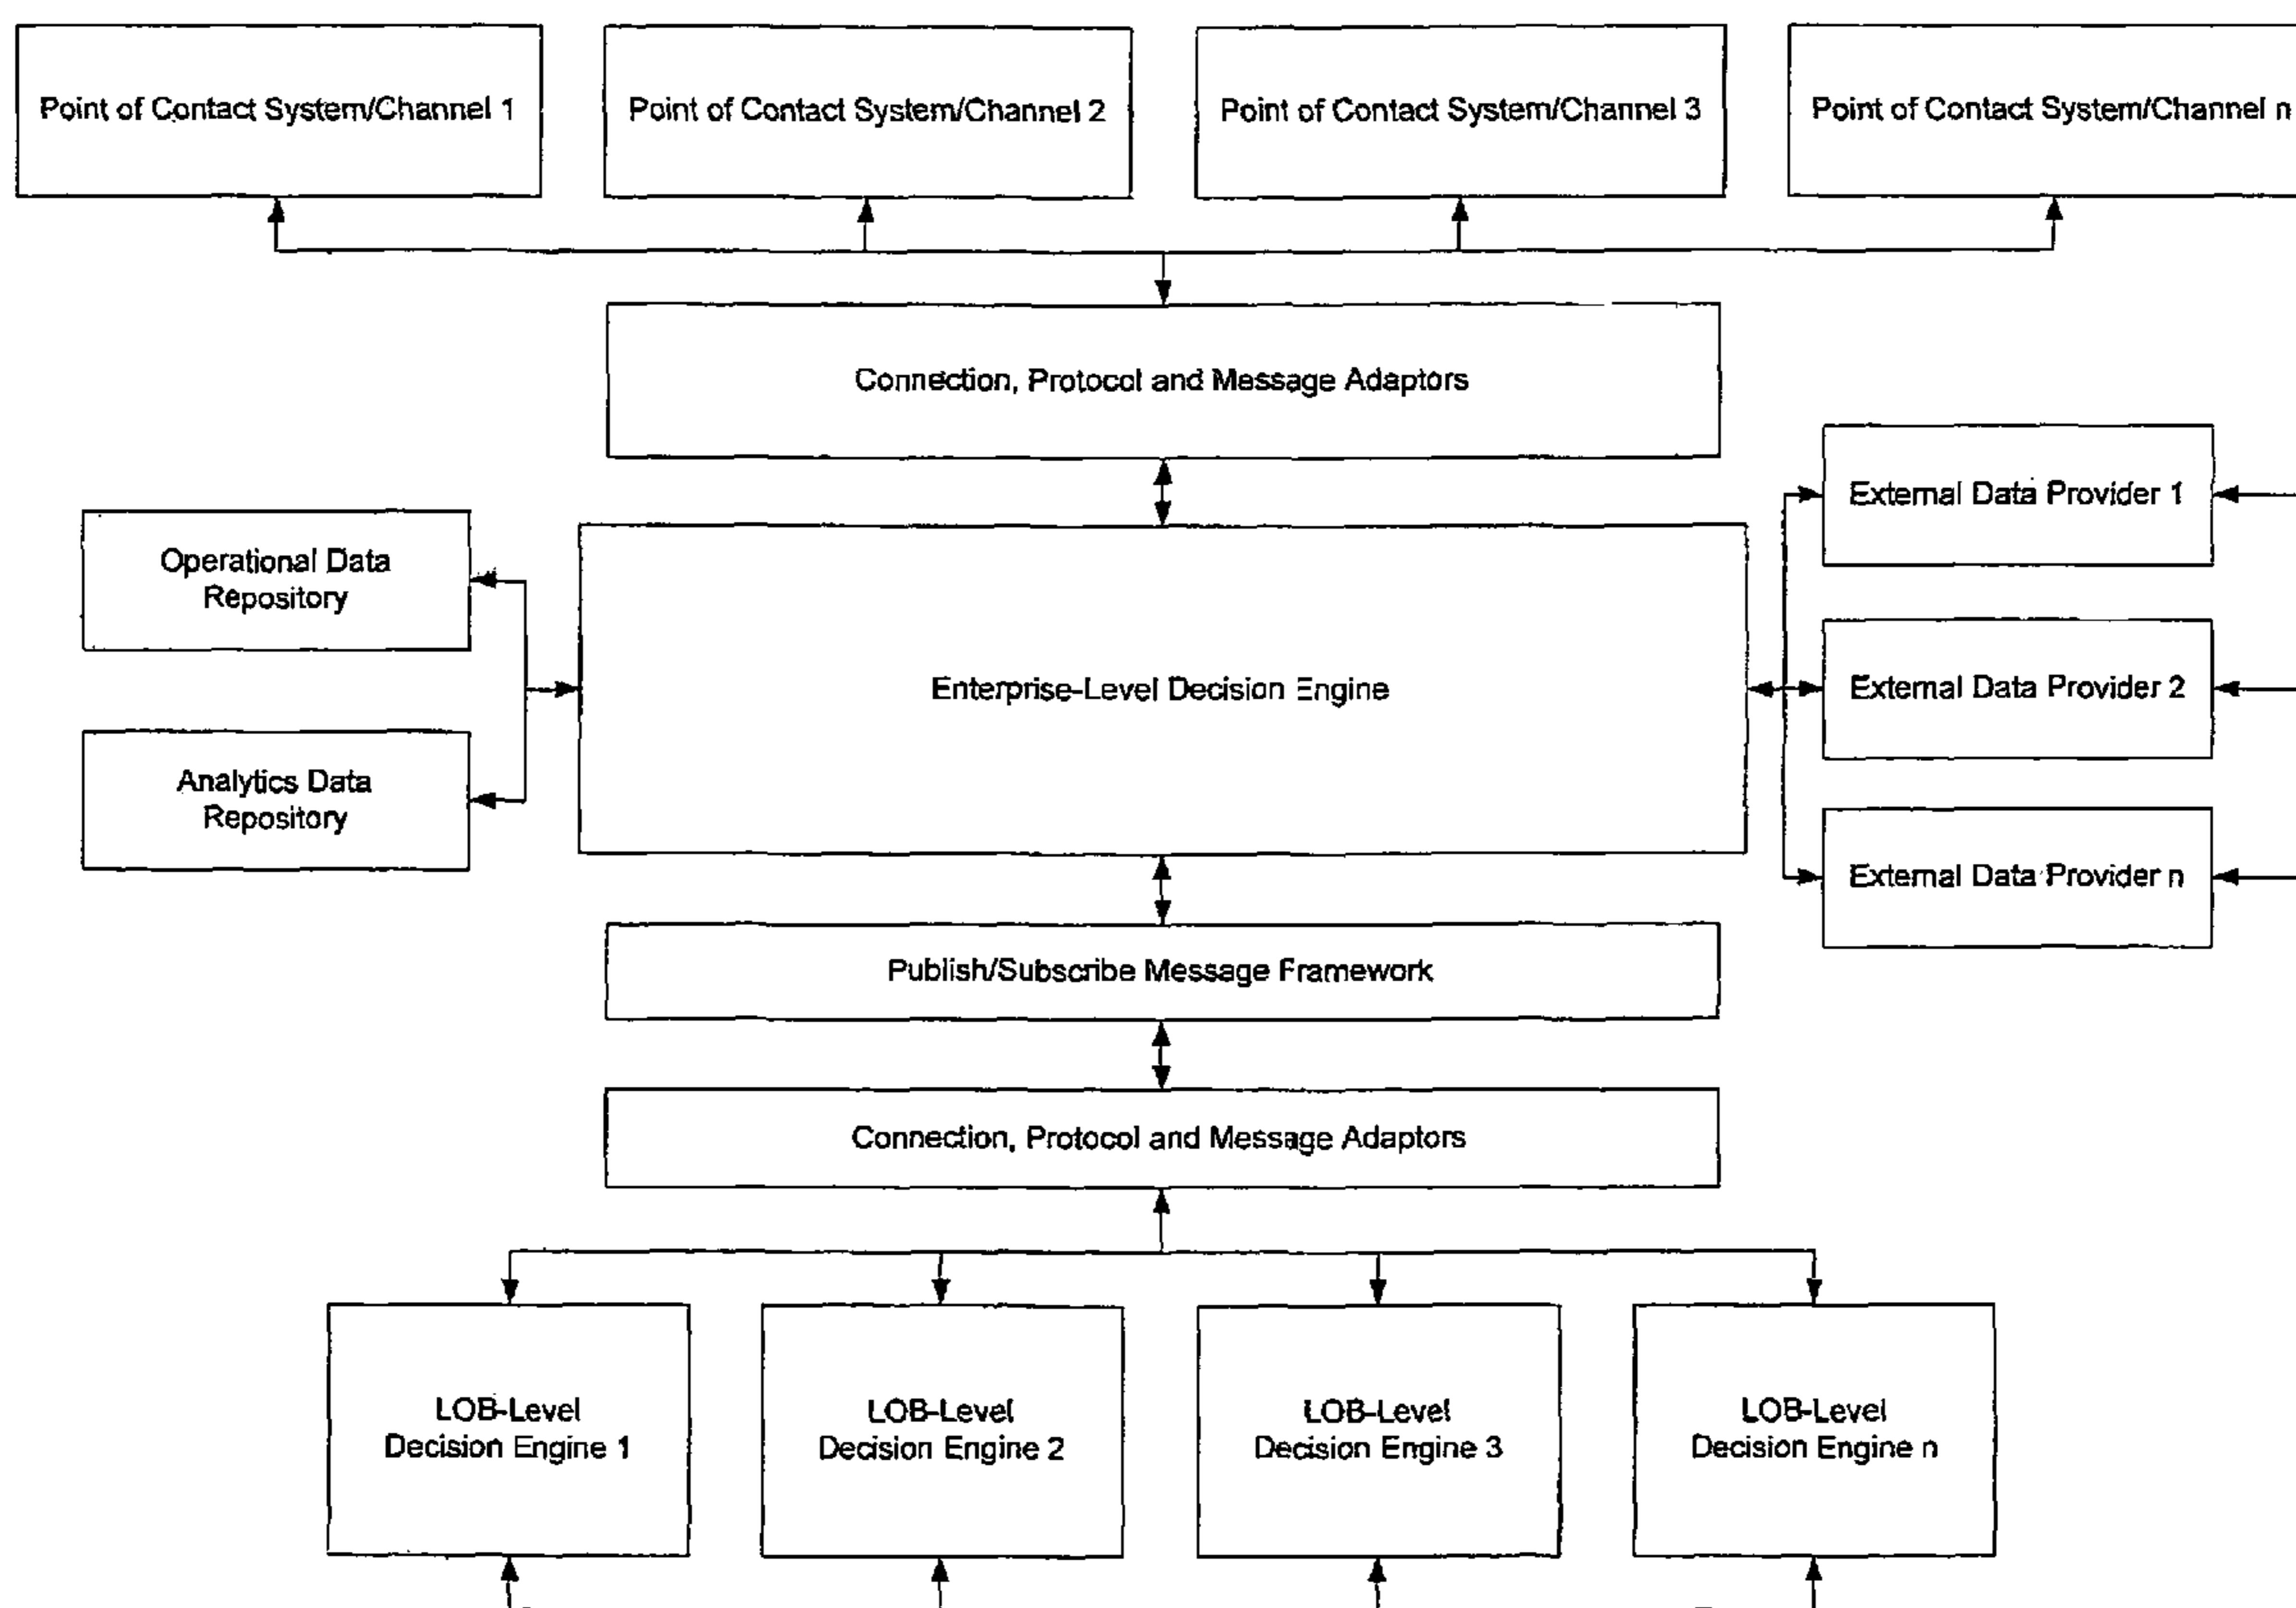 Point of Contact System/Channel 1
Point of Contact System/Channel 2
Point of Contact System/Channel 3
Point of Contact System/Channel n
Connection, Protocol and Message Adaptors
External Data Provider 1
Operational Data
Repository
Enterprise-Level Decision Engine
External Data Provider 2
Analytics Data
Repository
External Data Provider n
Publish/Subscribe Message Framework
Connection, Protocol and Message Adaptors
LOB-Level
Decision Engine 1
LOB-Level
Decision Engine 2
LOB-Level
Decision Engine 3
LOB-Level
Decision Engine n